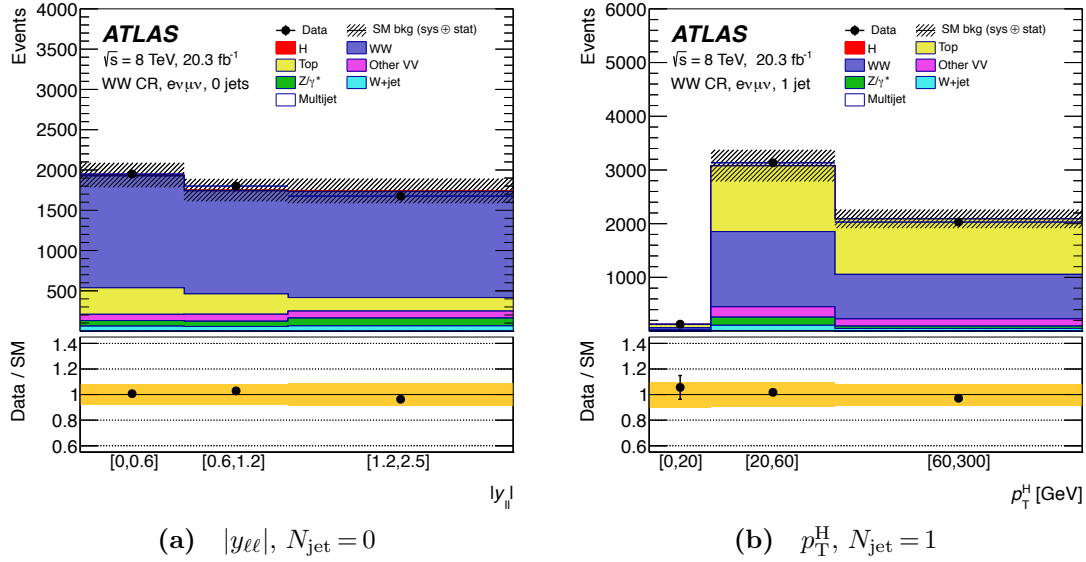 Events
4000
3500
3000
2500
2000
1500
1000
500
ATLAS
√s = 8 TeV, 20.3 fb⁻¹
WW CR, eνμν, 0 jets
Data
SM bkg (sys ⊕ stat)
H
WW
Top
Other VV
Z/γ*
W+jet
Multijet
Data / SM
1.4
1.2
1
0.8
0.6
[0,0.6]
[0.6,1.2]
[1.2,2.5]
|y_ll|
(a) |y_ℓℓ|, N_jet = 0
Events
6000
5000
4000
3000
2000
1000
ATLAS
√s = 8 TeV, 20.3 fb⁻¹
WW CR, eνμν, 1 jet
Data
SM bkg (sys ⊕ stat)
H
Top
WW
Other VV
Z/γ*
W+jet
Multijet
Data / SM
1.4
1.2
1
0.8
0.6
[0,20]
[20,60]
[60,300]
p_T^H [GeV]
(b) p_T^H, N_jet = 1